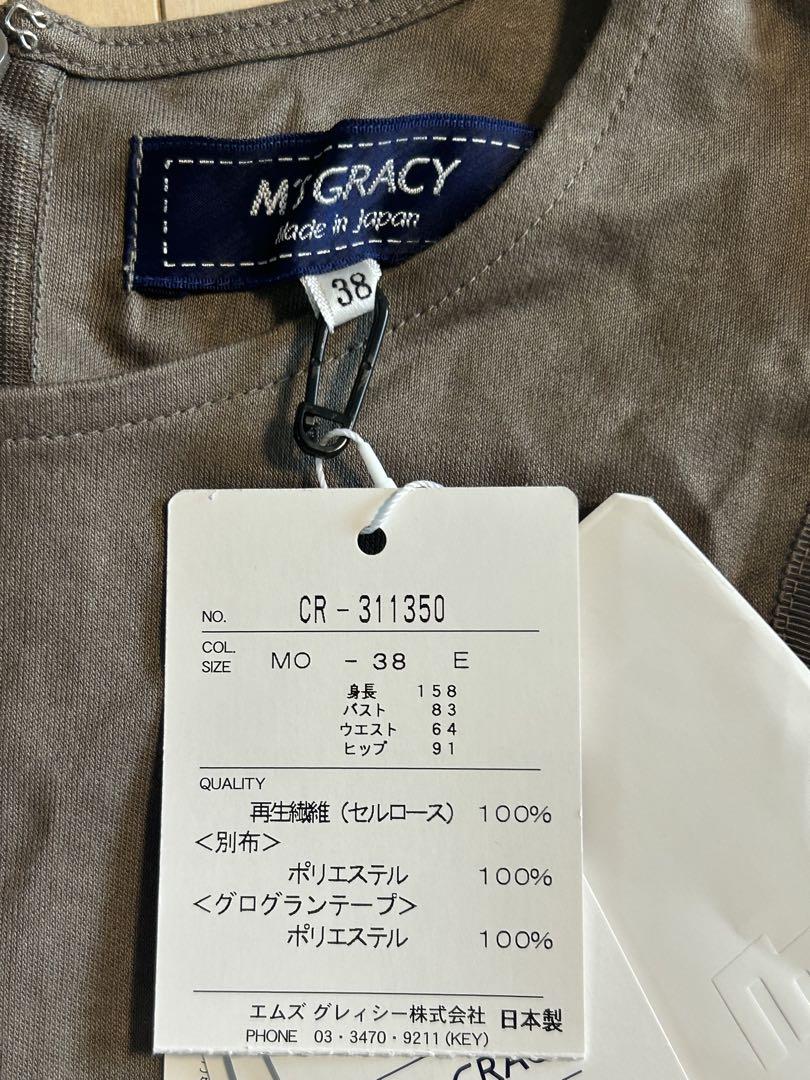 M'S GRACY
Made in Japan
38
NO. CR-311350
COL.
SIZE MO -38 E
身長 158
バスト 83
ウエスト 64
ヒップ 91
QUALITY
再生繊維(セルロース) 100%
<別布>
ポリエステル 100%
<グログランテープ>
ポリエステル 100%
エムズ グレィシー株式会社 日本製
PHONE 03・3470・9211(KEY)